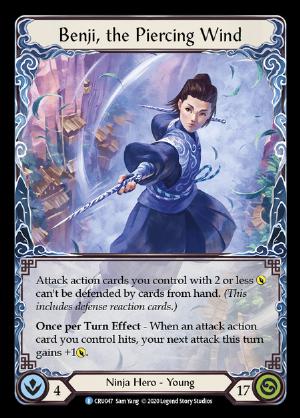 Benji, the Piercing Wind
Attack action cards you control with 2 or less
can't be defended by cards from hand. (This
includes defense reaction cards.)
Once per Turn Effect - When an attack action
card you control hits, your next attack this turn
gains +1
4
Ninja Hero - Young
17
CRU047 Sam Yang © 2020 Legend Story Studios